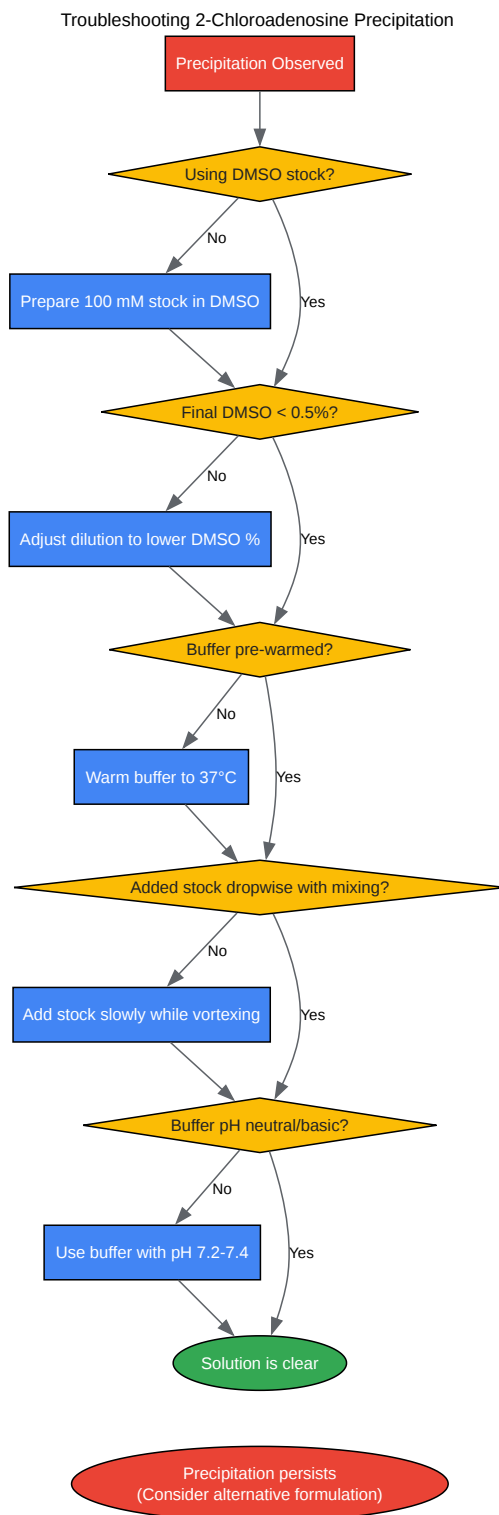 Troubleshooting 2-Chloroadenosine Precipitation
Precipitation Observed
Using DMSO stock?
No
Prepare 100 mM stock in DMSO
Yes
Final DMSO < 0.5%?
No
Adjust dilution to lower DMSO %
Yes
Buffer pre-warmed?
No
Warm buffer to 37°C
Yes
Added stock dropwise with mixing?
No
Add stock slowly while vortexing
Yes
Buffer pH neutral/basic?
No
Use buffer with pH 7.2-7.4
Yes
Solution is clear
Precipitation persists
(Consider alternative formulation)